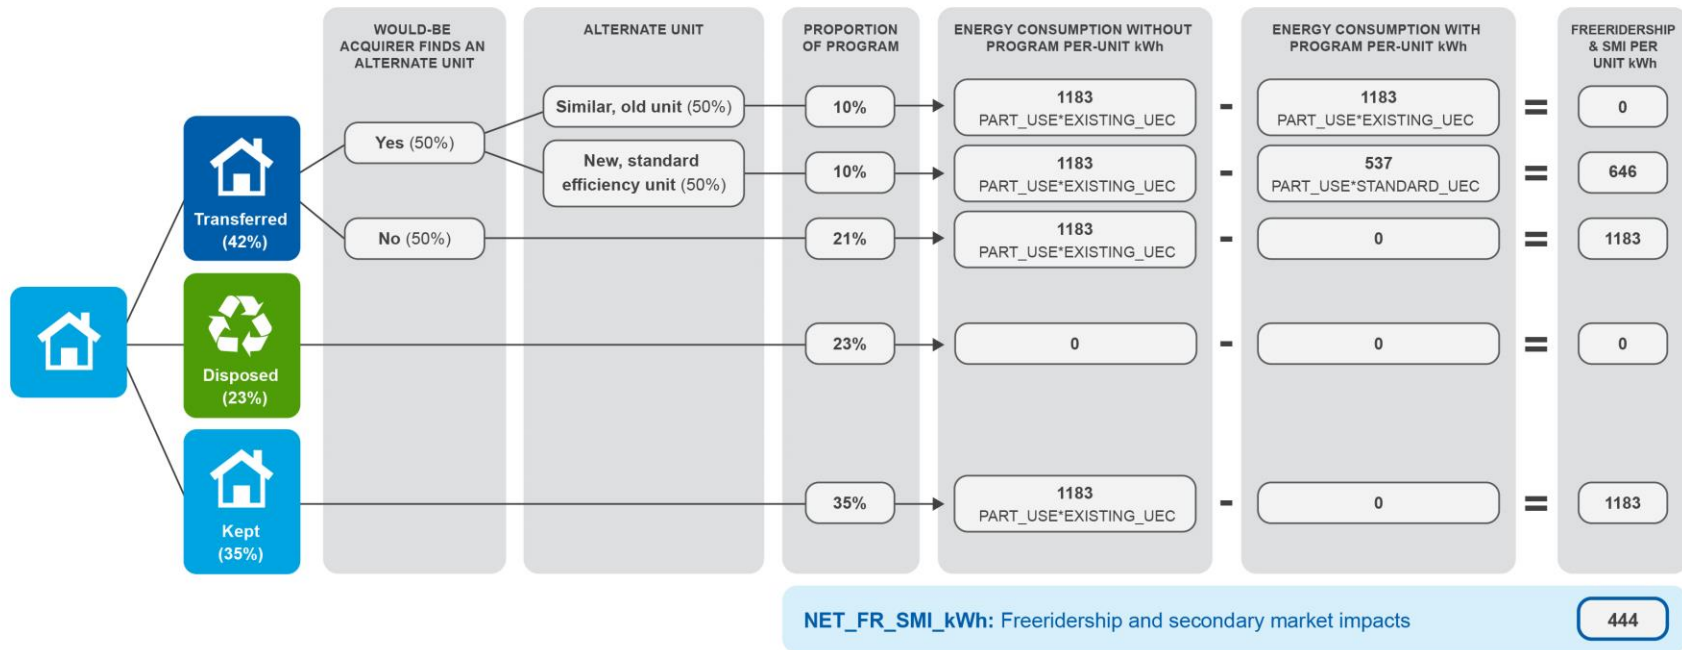 WOULD-BE
ACQUIRER FINDS AN
ALTERNATE UNIT
ALTERNATE UNIT
PROPORTION
OF PROGRAM
ENERGY CONSUMPTION WITHOUT
PROGRAM PER-UNIT kWh
ENERGY CONSUMPTION WITH
PROGRAM PER-UNIT kWh
FREERIDERSHIP
& SMI PER
UNIT kWh
Transferred
(42%)
Yes (50%)
Similar, old unit (50%)
10%
1183
PART_USE*EXISTING_UEC
-
1183
PART_USE*EXISTING_UEC
=
0
New, standard
efficiency unit (50%)
10%
1183
PART_USE*EXISTING_UEC
-
537
PART_USE*STANDARD_UEC
=
646
No (50%)
21%
1183
PART_USE*EXISTING_UEC
-
0
=
1183
Disposed
(23%)
23%
0
-
0
=
0
Kept
(35%)
35%
1183
PART_USE*EXISTING_UEC
-
0
=
1183
NET_FR_SMI_kWh: Freeridership and secondary market impacts
444